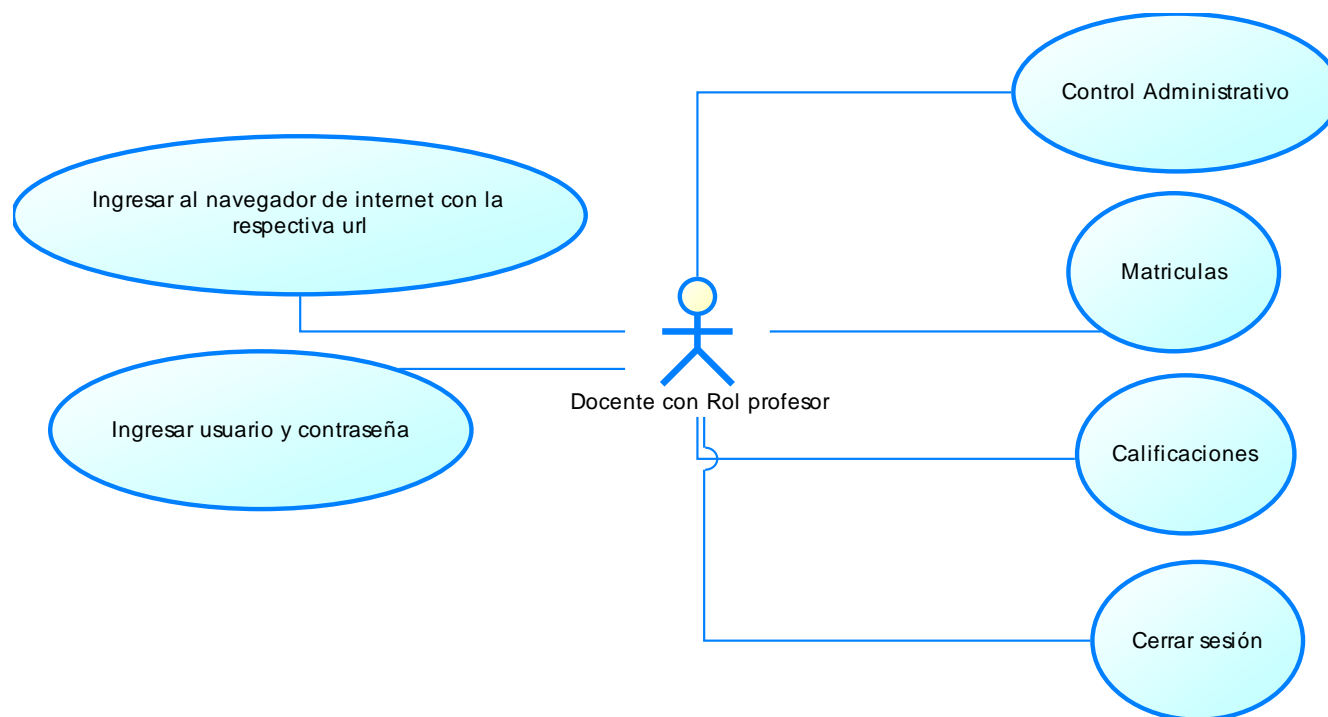 Control Administrativo
Ingresar al navegador de internet con la
respectiva url
Matriculas
Docente con Rol profesor
Ingresar usuario y contraseña
Calificaciones
Cerrar sesión